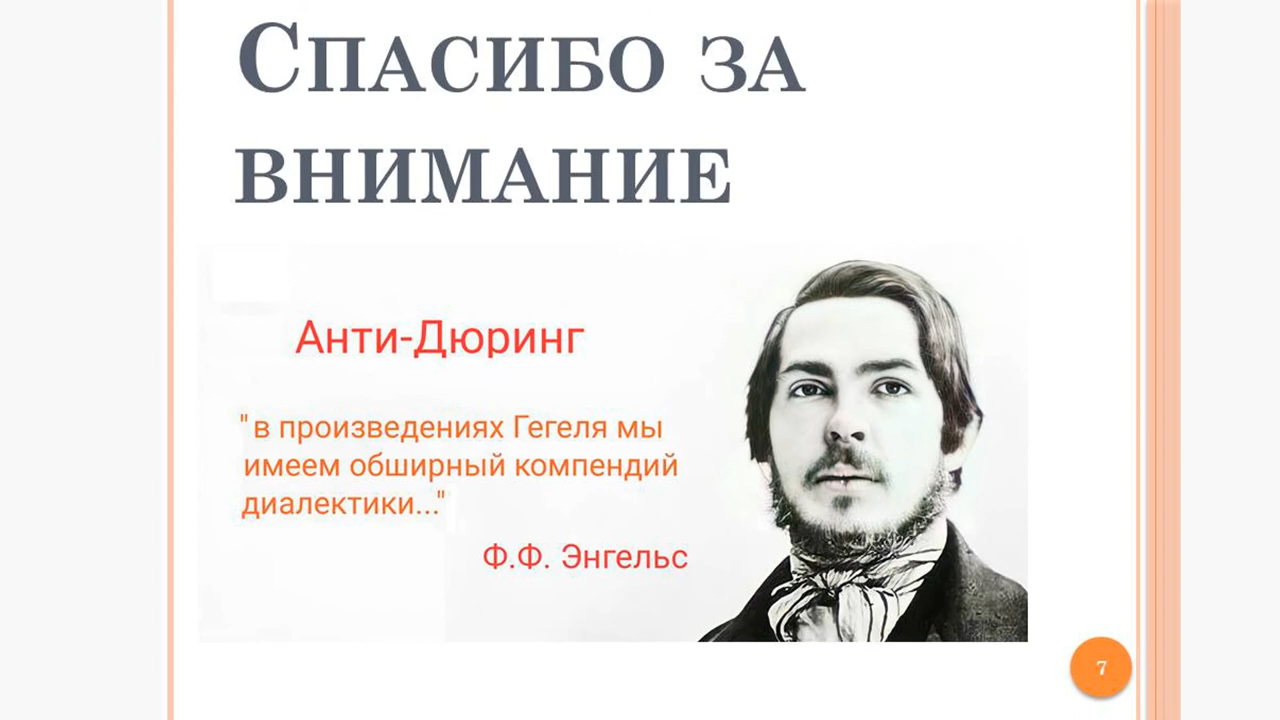 Спасибо за
внимание
Анти-Дюринг
"в произведениях Гегеля мы
имеем обширный компендий
диалектики..."
Ф.Ф. Энгельс
7